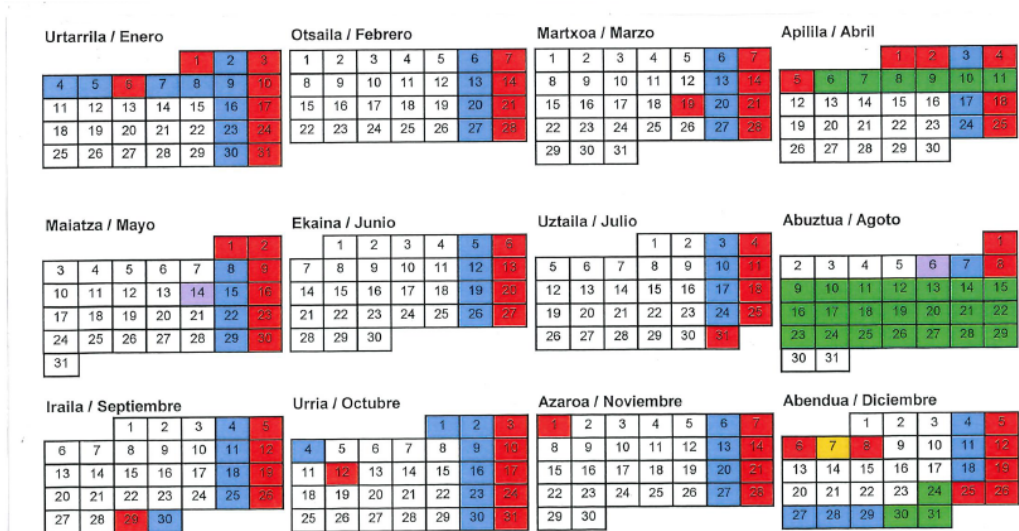 Urtarrila / Enero
1 2 3
4 5 6 7 8 9 10
11 12 13 14 15 16 17
18 19 20 21 22 23 24
25 26 27 28 29 30 31
Otsaila / Febrero
1 2 3 4 5 6 7
8 9 10 11 12 13 14
15 16 17 18 19 20 21
22 23 24 25 26 27 28
Martxoa / Marzo
1 2 3 4 5 6 7
8 9 10 11 12 13 14
15 16 17 18 19 20 21
22 23 24 25 26 27 28
29 30 31
Apilila / Abril
1 2 3 4
5 6 7 8 9 10 11
12 13 14 15 16 17 18
19 20 21 22 23 24 25
26 27 28 29 30
Maiatza / Mayo
1 2
3 4 5 6 7 8 9
10 11 12 13 14 15 16
17 18 19 20 21 22 23
24 25 26 27 28 29 30
31
Ekaina / Junio
1 2 3 4 5 6
7 8 9 10 11 12 13
14 15 16 17 18 19 20
21 22 23 24 25 26 27
28 29 30
Uztaila / Julio
1 2 3 4
5 6 7 8 9 10 11
12 13 14 15 16 17 18
19 20 21 22 23 24 25
26 27 28 29 30 31
Abuztua / Agoto
1
2 3 4 5 6 7 8
9 10 11 12 13 14 15
16 17 18 19 20 21 22
23 24 25 26 27 28 29
30 31
Iraila / Septiembre
1 2 3 4 5
6 7 8 9 10 11 12
13 14 15 16 17 18 19
20 21 22 23 24 25 26
27 28 29 30
Urria / Octubre
1 2 3
4 5 6 7 8 9 10
11 12 13 14 15 16 17
18 19 20 21 22 23 24
25 26 27 28 29 30 31
Azaroa / Noviembre
1 2 3 4 5 6 7
8 9 10 11 12 13 14
15 16 17 18 19 20 21
22 23 24 25 26 27 28
29 30
Abendua / Diciembre
1 2 3 4 5
6 7 8 9 10 11 12
13 14 15 16 17 18 19
20 21 22 23 24 25 26
27 28 29 30 31